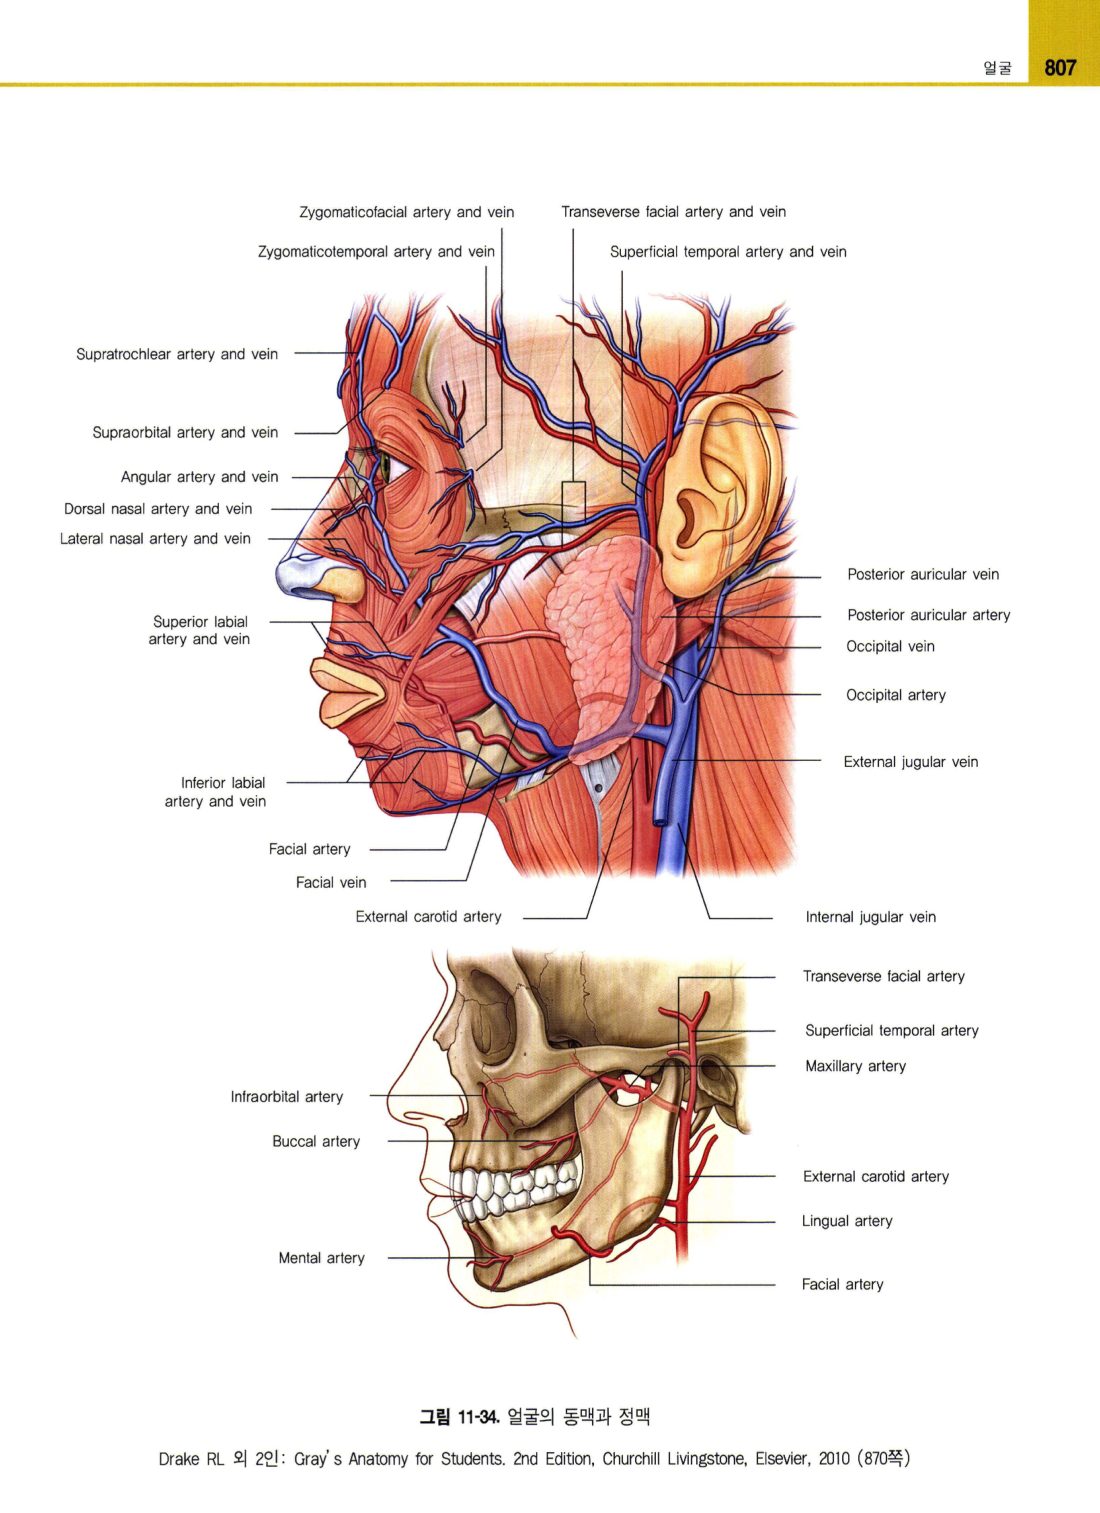 얼굴 807
Zygomaticofacial artery and vein
Transeverse facial artery and vein
Zygomaticotemporal artery and vein
Superficial temporal artery and vein
Supratrochlear artery and vein
Supraorbital artery and vein
Angular artery and vein
Dorsal nasal artery and vein
Lateral nasal artery and vein
Superior labial
artery and vein
Inferior labial
artery and vein
Facial artery
Facial vein
External carotid artery
Posterior auricular vein
Posterior auricular artery
Occipital vein
Occipital artery
External jugular vein
Internal jugular vein
Transeverse facial artery
Superficial temporal artery
Maxillary artery
Infraorbital artery
Buccal artery
Mental artery
External carotid artery
Lingual artery
Facial artery
그림 11-34. 얼굴의 동맥과 정맥
Drake RL 외 2인: Gray's Anatomy for Students. 2nd Edition, Churchill Livingstone, Elsevier, 2010 (870쪽)